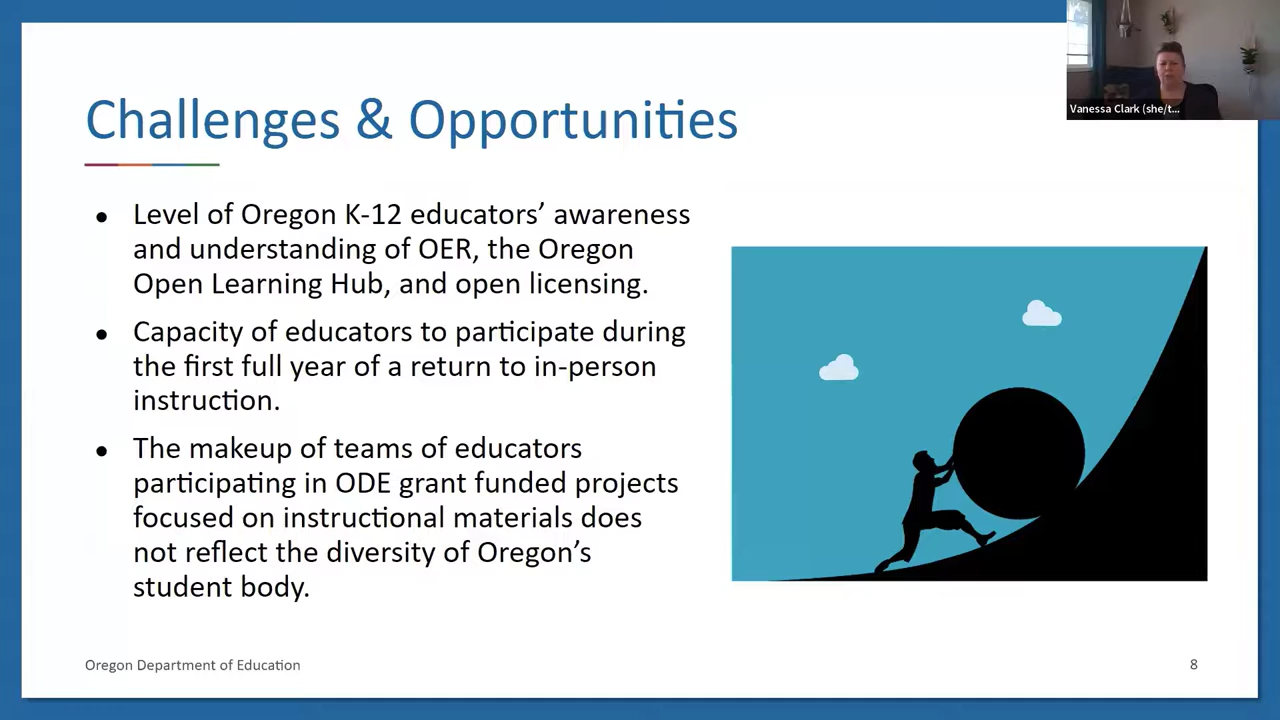 Vanessa Clark (she/t...
Challenges & Opportunities
● Level of Oregon K-12 educators’ awareness
and understanding of OER, the Oregon
Open Learning Hub, and open licensing.
● Capacity of educators to participate during
the first full year of a return to in-person
instruction.
● The makeup of teams of educators
participating in ODE grant funded projects
focused on instructional materials does
not reflect the diversity of Oregon’s
student body.
Oregon Department of Education
8